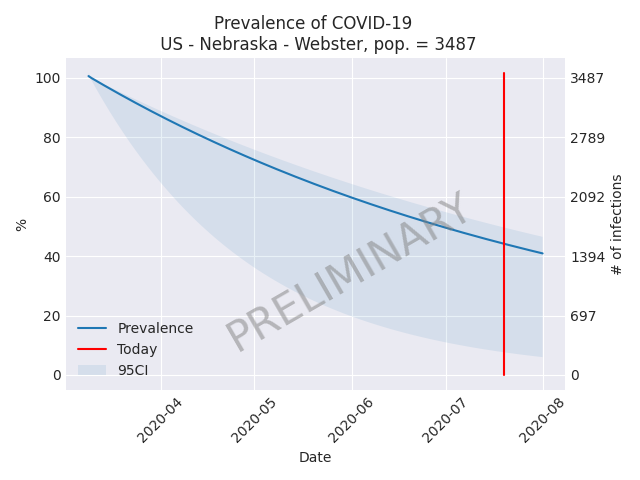 Prevalence of COVID-19
US - Nebraska - Webster, pop. = 3487
100
80
60
40
20
0
%
3487
2789
2092
1394
697
0
# of infections
PRELIMINARY
Prevalence
Today
95CI
2020-04
2020-05
2020-06
2020-07
2020-08
Date